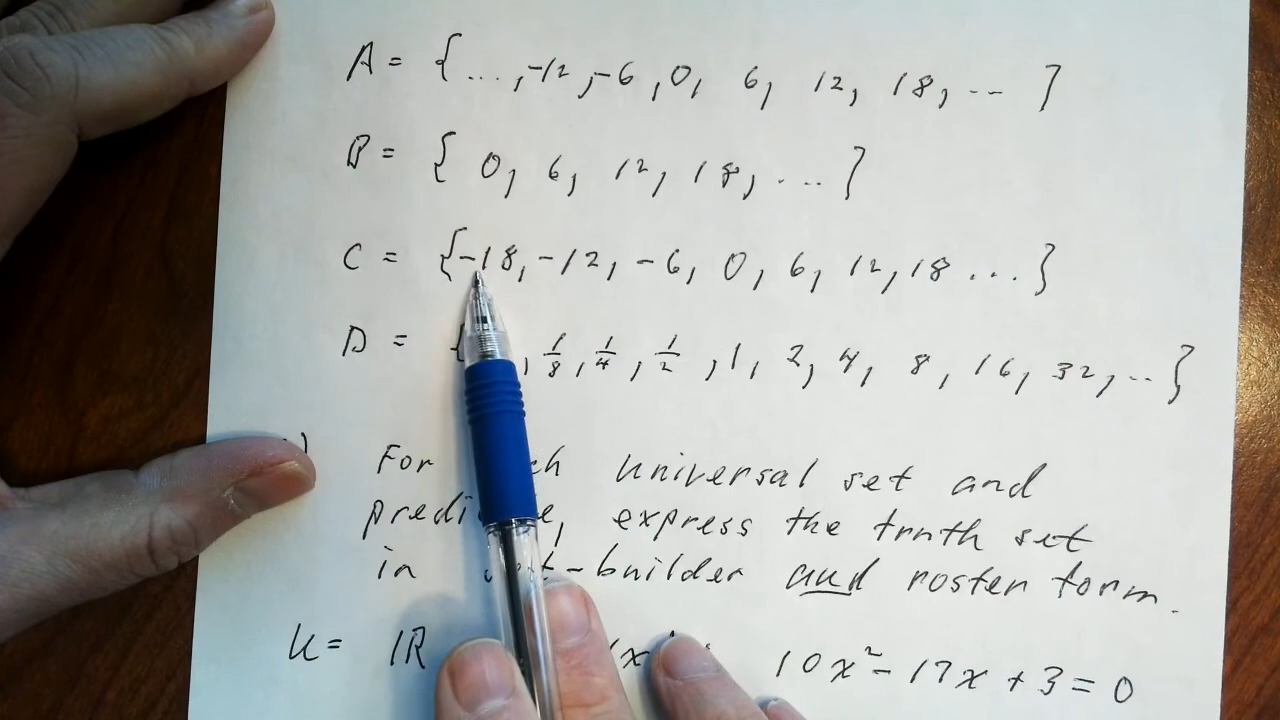 A = { ..., -12, -6, 0, 6, 12, 18, ... }
B = { 0, 6, 12, 18, ... }
C = {-18, -12, -6, 0, 6, 12, 18 ... }
D = { , 1/8, 1/4, 1/2, 1, 2, 4, 8, 16, 32, ... }
) For universal set and
express the truth set
in -builder and roster form.
U = ℝ 10x² - 17x + 3 = 0